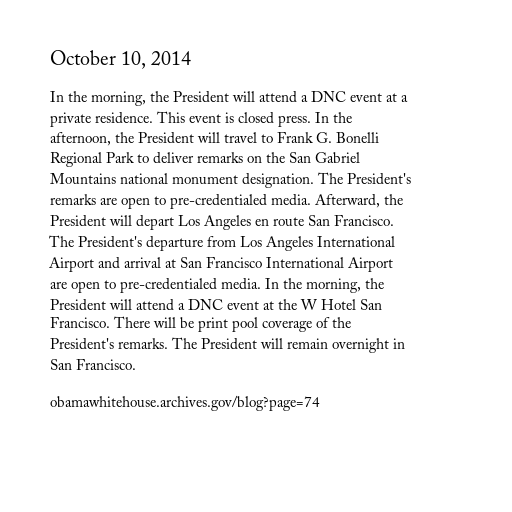 October 10, 2014
In the morning, the President will attend a DNC event at a
private residence. This event is closed press. In the
afternoon, the President will travel to Frank G. Bonelli
Regional Park to deliver remarks on the San Gabriel
Mountains national monument designation. The President's
remarks are open to pre-credentialed media. Afterward, the
President will depart Los Angeles en route San Francisco.
The President's departure from Los Angeles International
Airport and arrival at San Francisco International Airport
are open to pre-credentialed media. In the morning, the
President will attend a DNC event at the W Hotel San
Francisco. There will be print pool coverage of the
President's remarks. The President will remain overnight in
San Francisco.
obamawhitehouse.archives.gov/blog?page=74